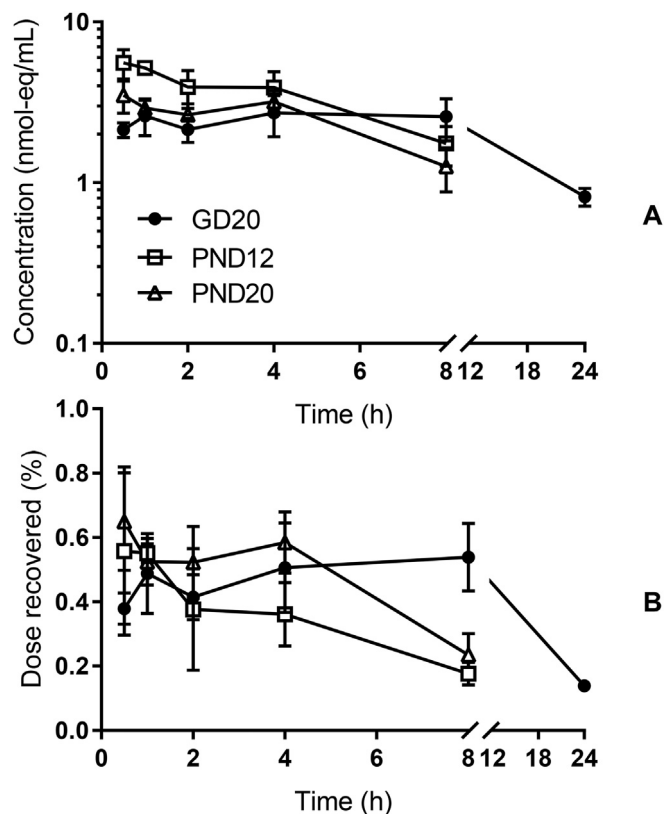 Concentration (nmol-eq/mL)
10
1
0.1
GD20
PND12
PND20
A
0 2 4 6 8 12 18 24
Time (h)
Dose recovered (%)
1.0
0.8
0.6
0.4
0.2
0.0
B
0 2 4 6 8 12 18 24
Time (h)